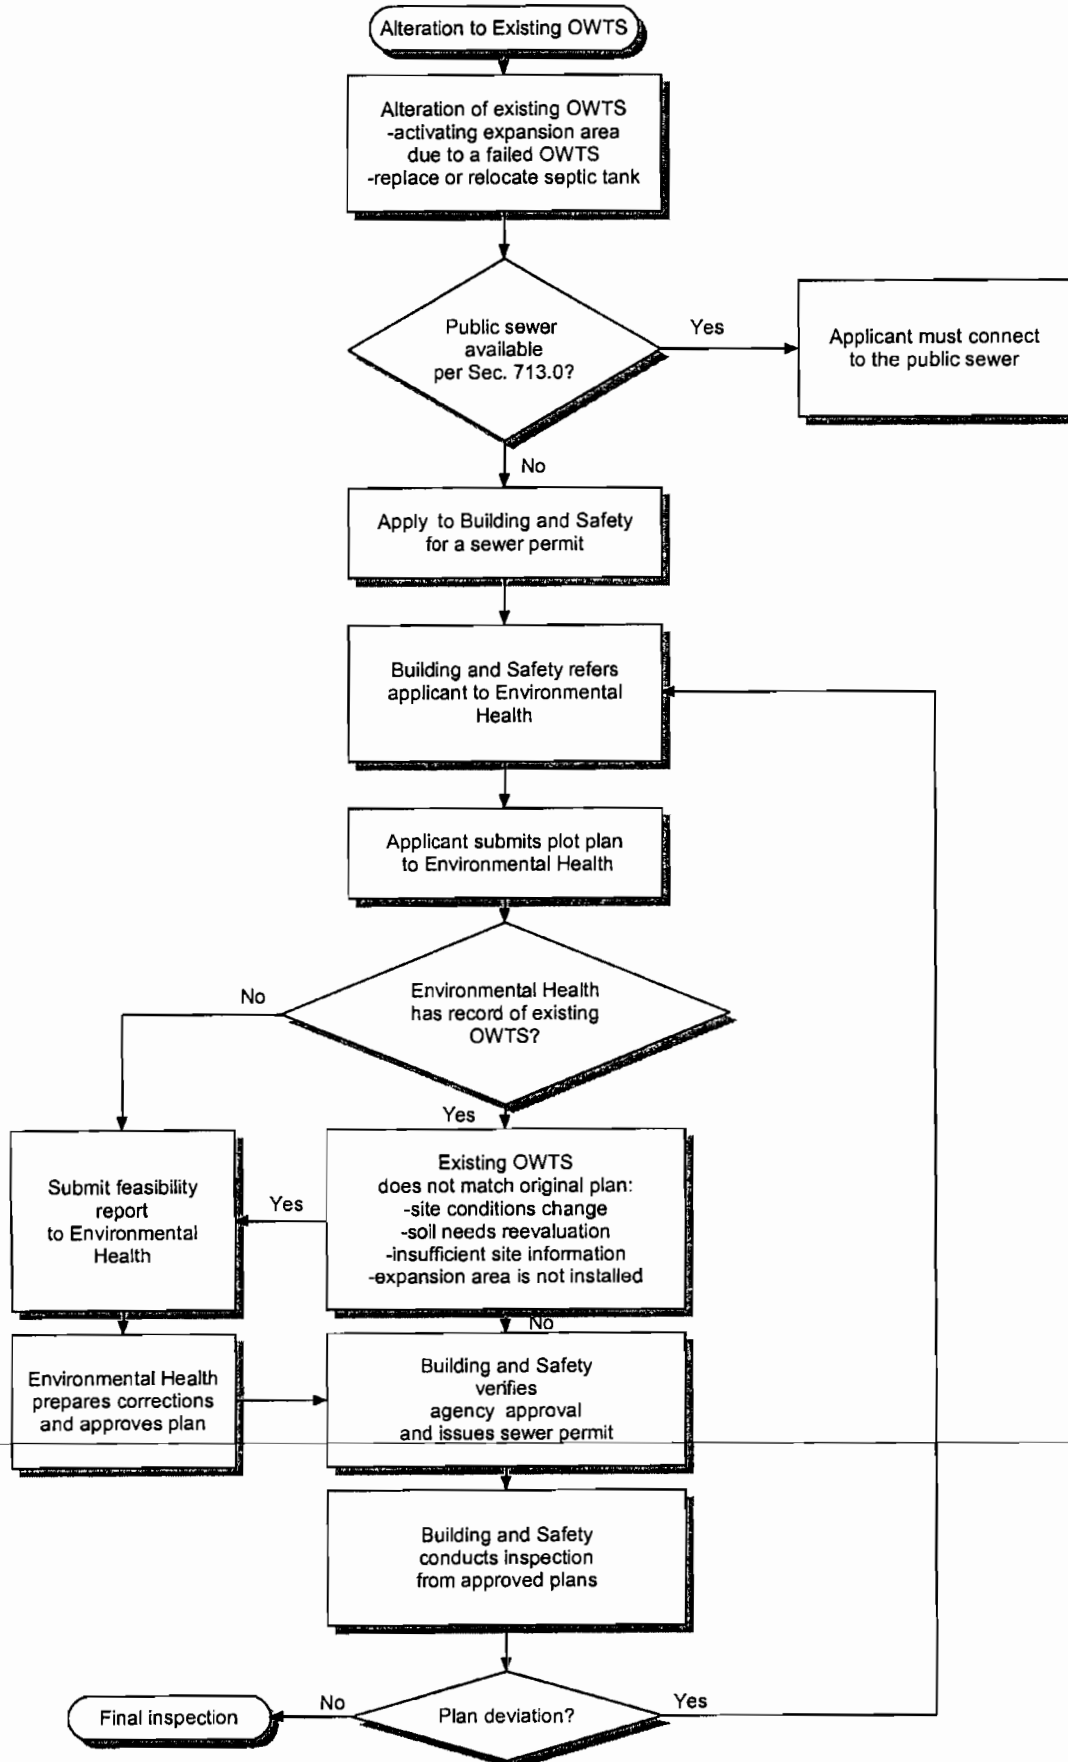 Alteration to Existing OWTS
Alteration of existing OWTS
-activating expansion area
due to a failed OWTS
-replace or relocate septic tank
Public sewer
available
per Sec. 713.0?
Yes
Applicant must connect
to the public sewer
No
Apply to Building and Safety
for a sewer permit
Building and Safety refers
applicant to Environmental
Health
Applicant submits plot plan
to Environmental Health
Environmental Health
has record of existing
OWTS?
No
Yes
Existing OWTS
does not match original plan:
-site conditions change
-soil needs reevaluation
-insufficient site information
-expansion area is not installed
Yes
Submit feasibility
report
to Environmental
Health
No
Environmental Health
prepares corrections
and approves plan
Building and Safety
verifies
agency approval
and issues sewer permit
Building and Safety
conducts inspection
from approved plans
Plan deviation?
No
Yes
Final inspection